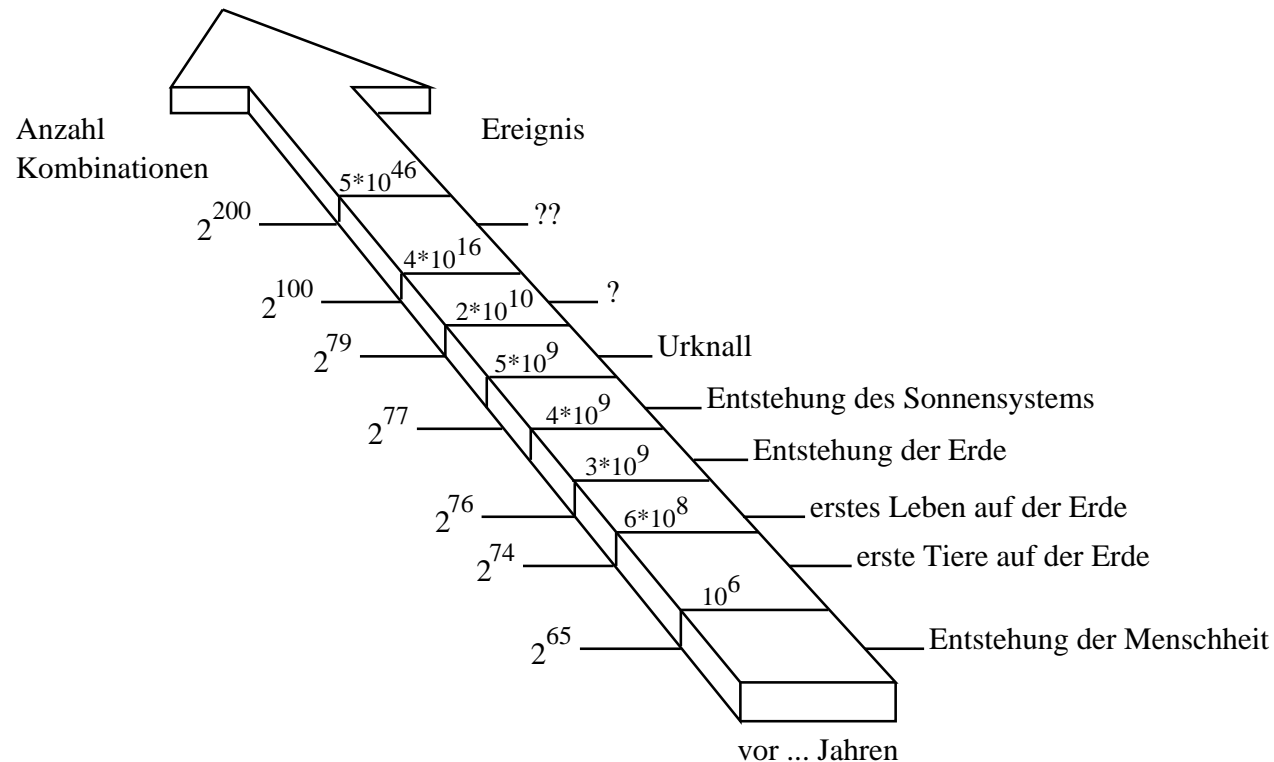 Anzahl
Kombinationen
Ereignis
5*10^46
2^200
??
4*10^16
2^100
?
2*10^10
2^79
Urknall
5*10^9
Entstehung des Sonnensystems
4*10^9
2^77
Entstehung der Erde
3*10^9
2^76
erstes Leben auf der Erde
6*10^8
2^74
erste Tiere auf der Erde
10^6
2^65
Entstehung der Menschheit
vor ... Jahren